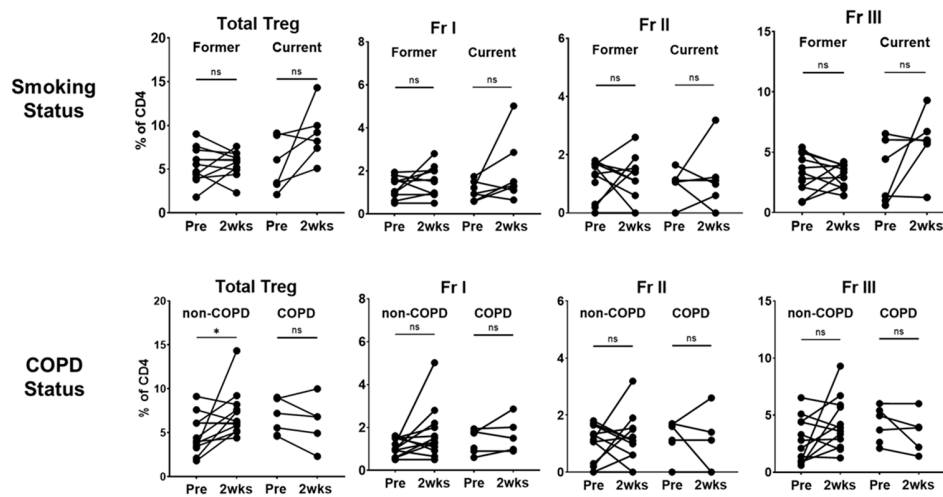 Smoking
Status
Total Treg
Fr I
Fr II
Fr III
% of CD4
20
15
10
5
0
Former
Current
ns
ns
Pre
2wks
Pre
2wks
8
6
4
2
0
Former
Current
ns
ns
Pre
2wks
Pre
2wks
6
4
2
0
Former
Current
ns
ns
Pre
2wks
Pre
2wks
15
10
5
0
Former
Current
ns
ns
Pre
2wks
Pre
2wks
COPD
Status
Total Treg
Fr I
Fr II
Fr III
% of CD4
20
15
10
5
0
non-COPD
COPD
*
ns
Pre
2wks
Pre
2wks
8
6
4
2
0
non-COPD
COPD
ns
ns
Pre
2wks
Pre
2wks
6
4
2
0
non-COPD
COPD
ns
ns
Pre
2wks
Pre
2wks
15
10
5
0
non-COPD
COPD
ns
ns
Pre
2wks
Pre
2wks